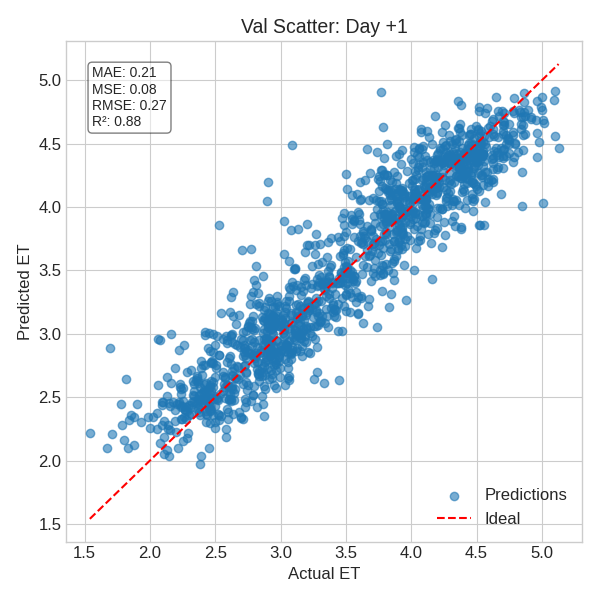 Val Scatter: Day +1
MAE: 0.21
MSE: 0.08
RMSE: 0.27
R²: 0.88
5.0
4.5
4.0
3.5
3.0
2.5
2.0
1.5
Predicted ET
Predictions
Ideal
1.5 2.0 2.5 3.0 3.5 4.0 4.5 5.0
Actual ET